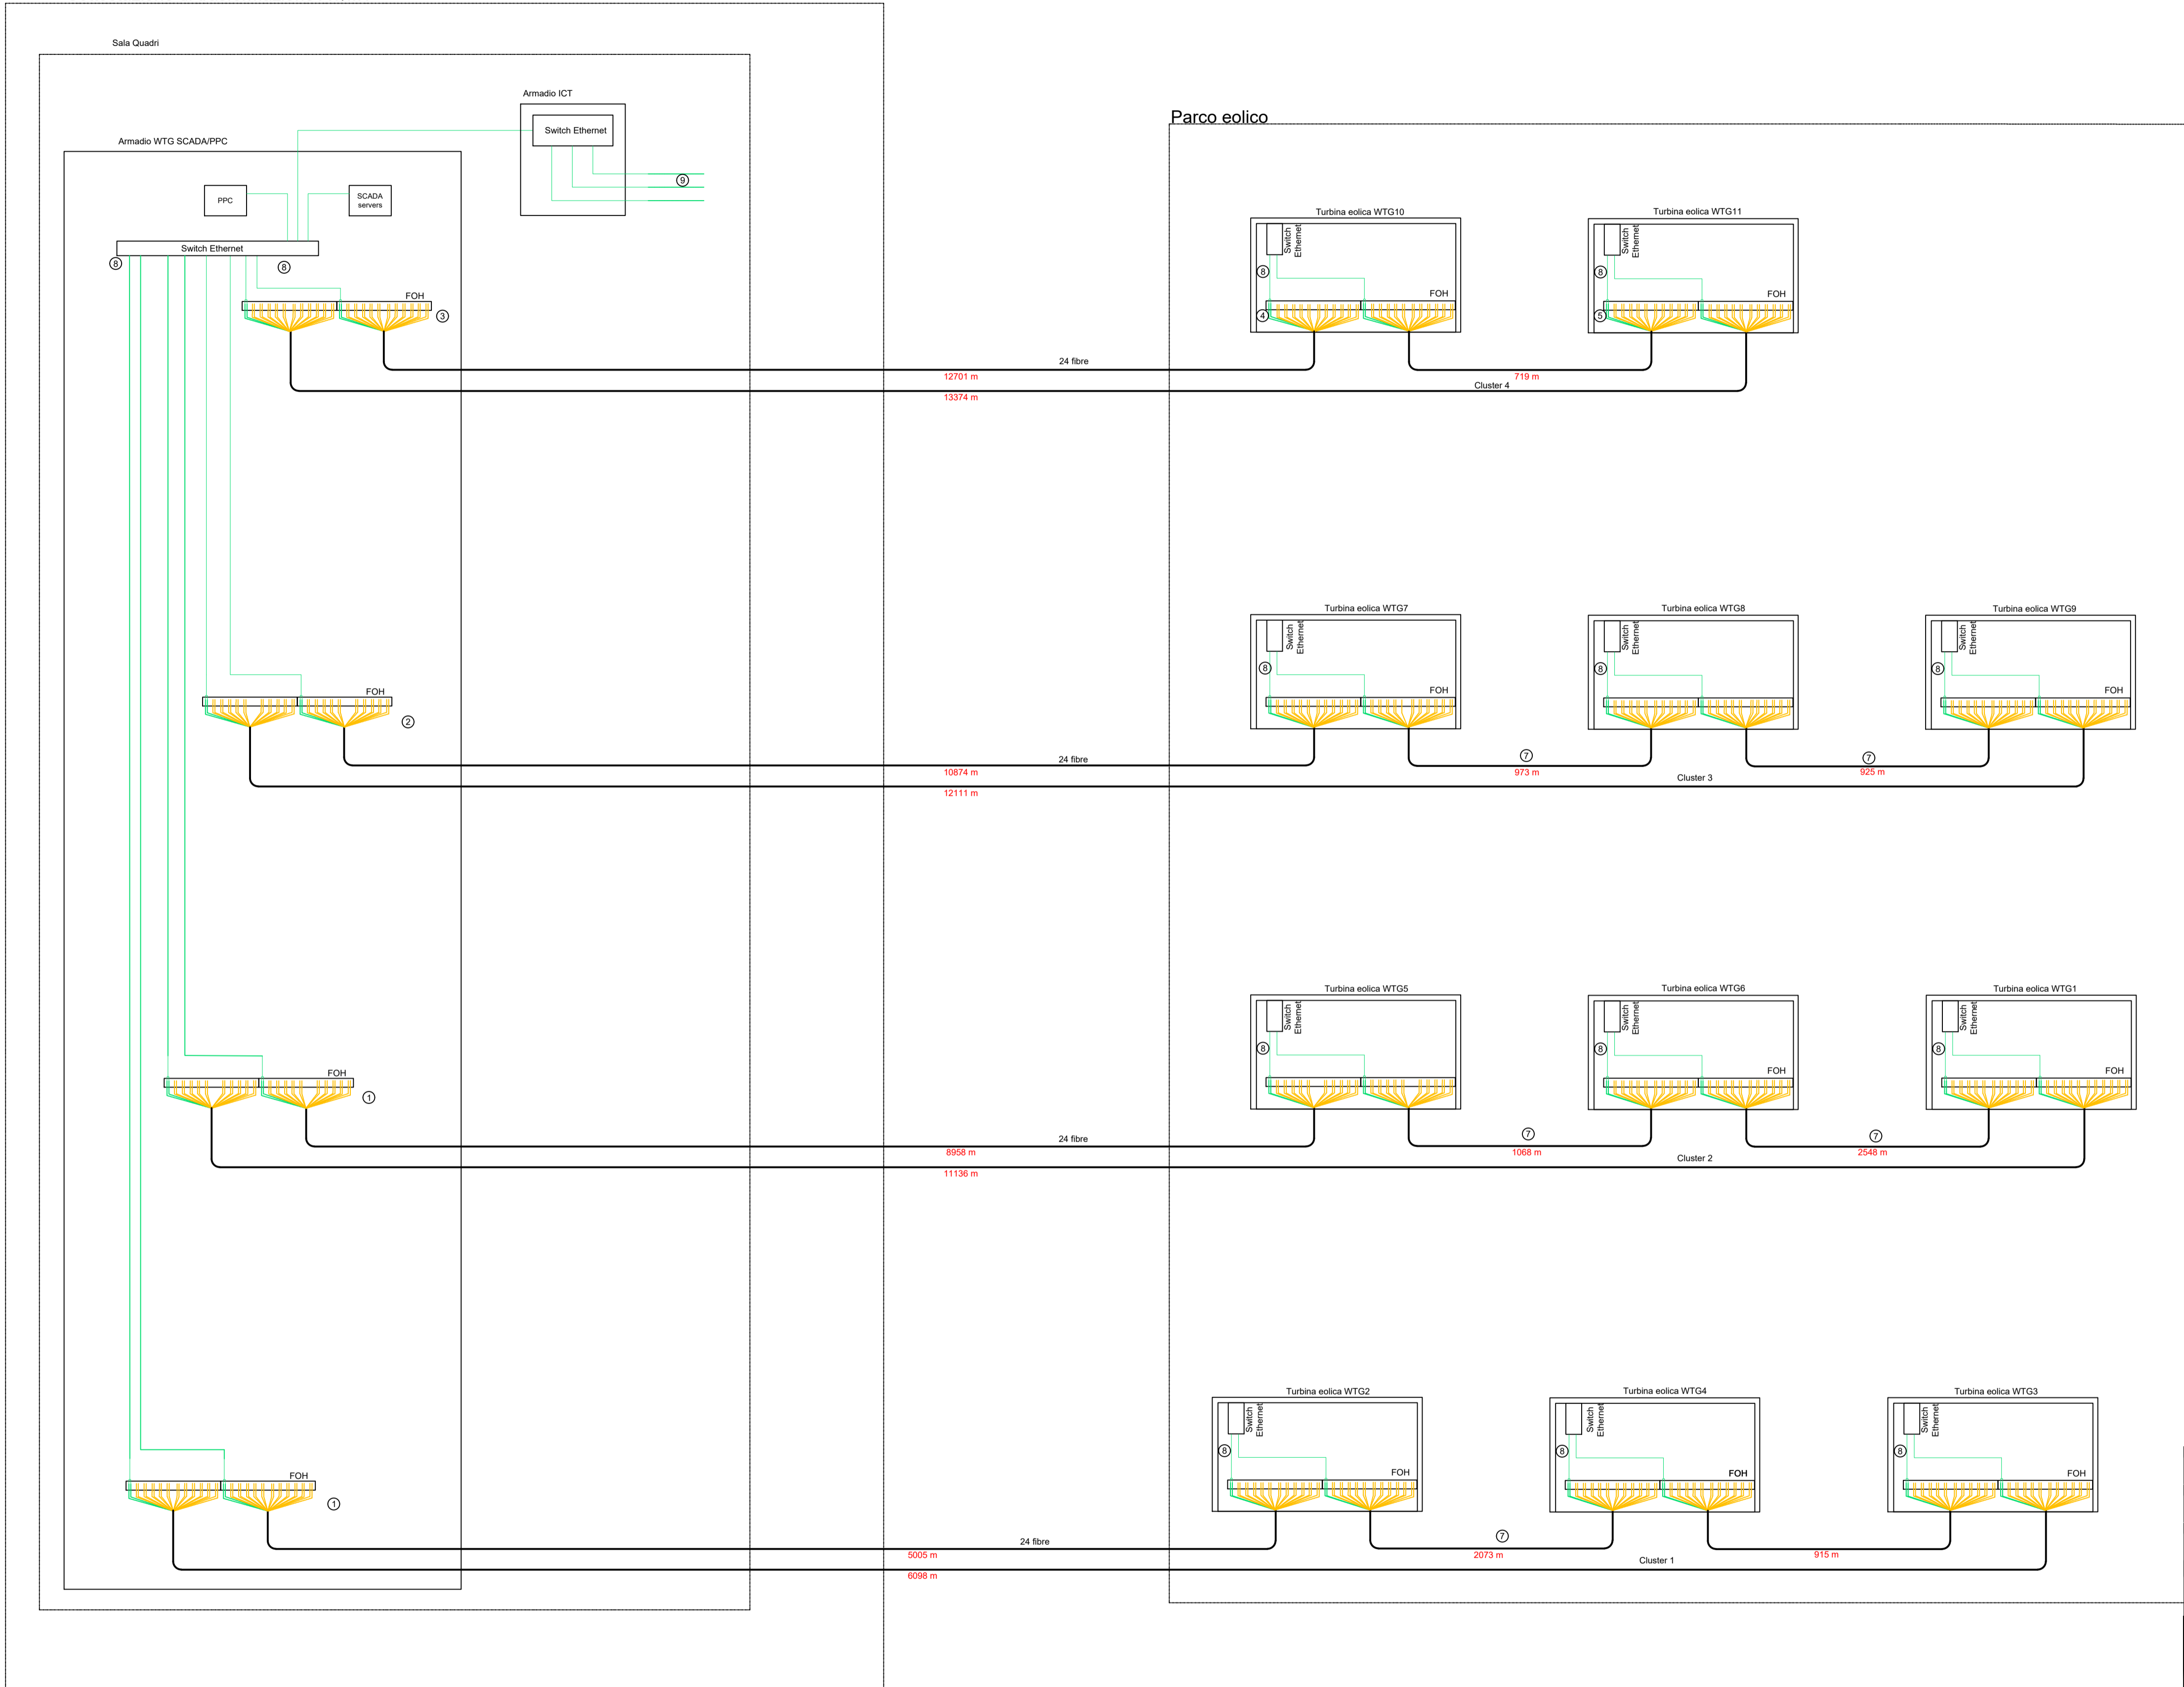 Sala Quadri
Armadio ICT
Switch Ethernet
Parco eolico
Armadio WTG SCADA/PPC
9
PPC
SCADA
servers
Turbina eolica WTG10
Turbina eolica WTG11
Switch
Ethernet
Switch
Ethernet
Switch Ethernet
8
8
8
8
FOH
FOH
FOH
3
4
5
24 fibre
12701 m
719 m
Cluster 4
13374 m
Turbina eolica WTG7
Turbina eolica WTG8
Turbina eolica WTG9
Switch
Ethernet
Switch
Ethernet
Switch
Ethernet
8
8
8
FOH
FOH
FOH
2
24 fibre
7
7
10874 m
973 m
925 m
Cluster 3
12111 m
Turbina eolica WTG5
Turbina eolica WTG6
Turbina eolica WTG1
Switch
Ethernet
Switch
Ethernet
Switch
Ethernet
8
8
8
FOH
FOH
FOH
1
24 fibre
7
7
8958 m
1068 m
2548 m
Cluster 2
11136 m
Turbina eolica WTG2
Turbina eolica WTG4
Turbina eolica WTG3
Switch
Ethernet
Switch
Ethernet
Switch
Ethernet
8
8
8
FOH
FOH
FOH
FOH
1
24 fibre
7
5005 m
2073 m
915 m
Cluster 1
6098 m